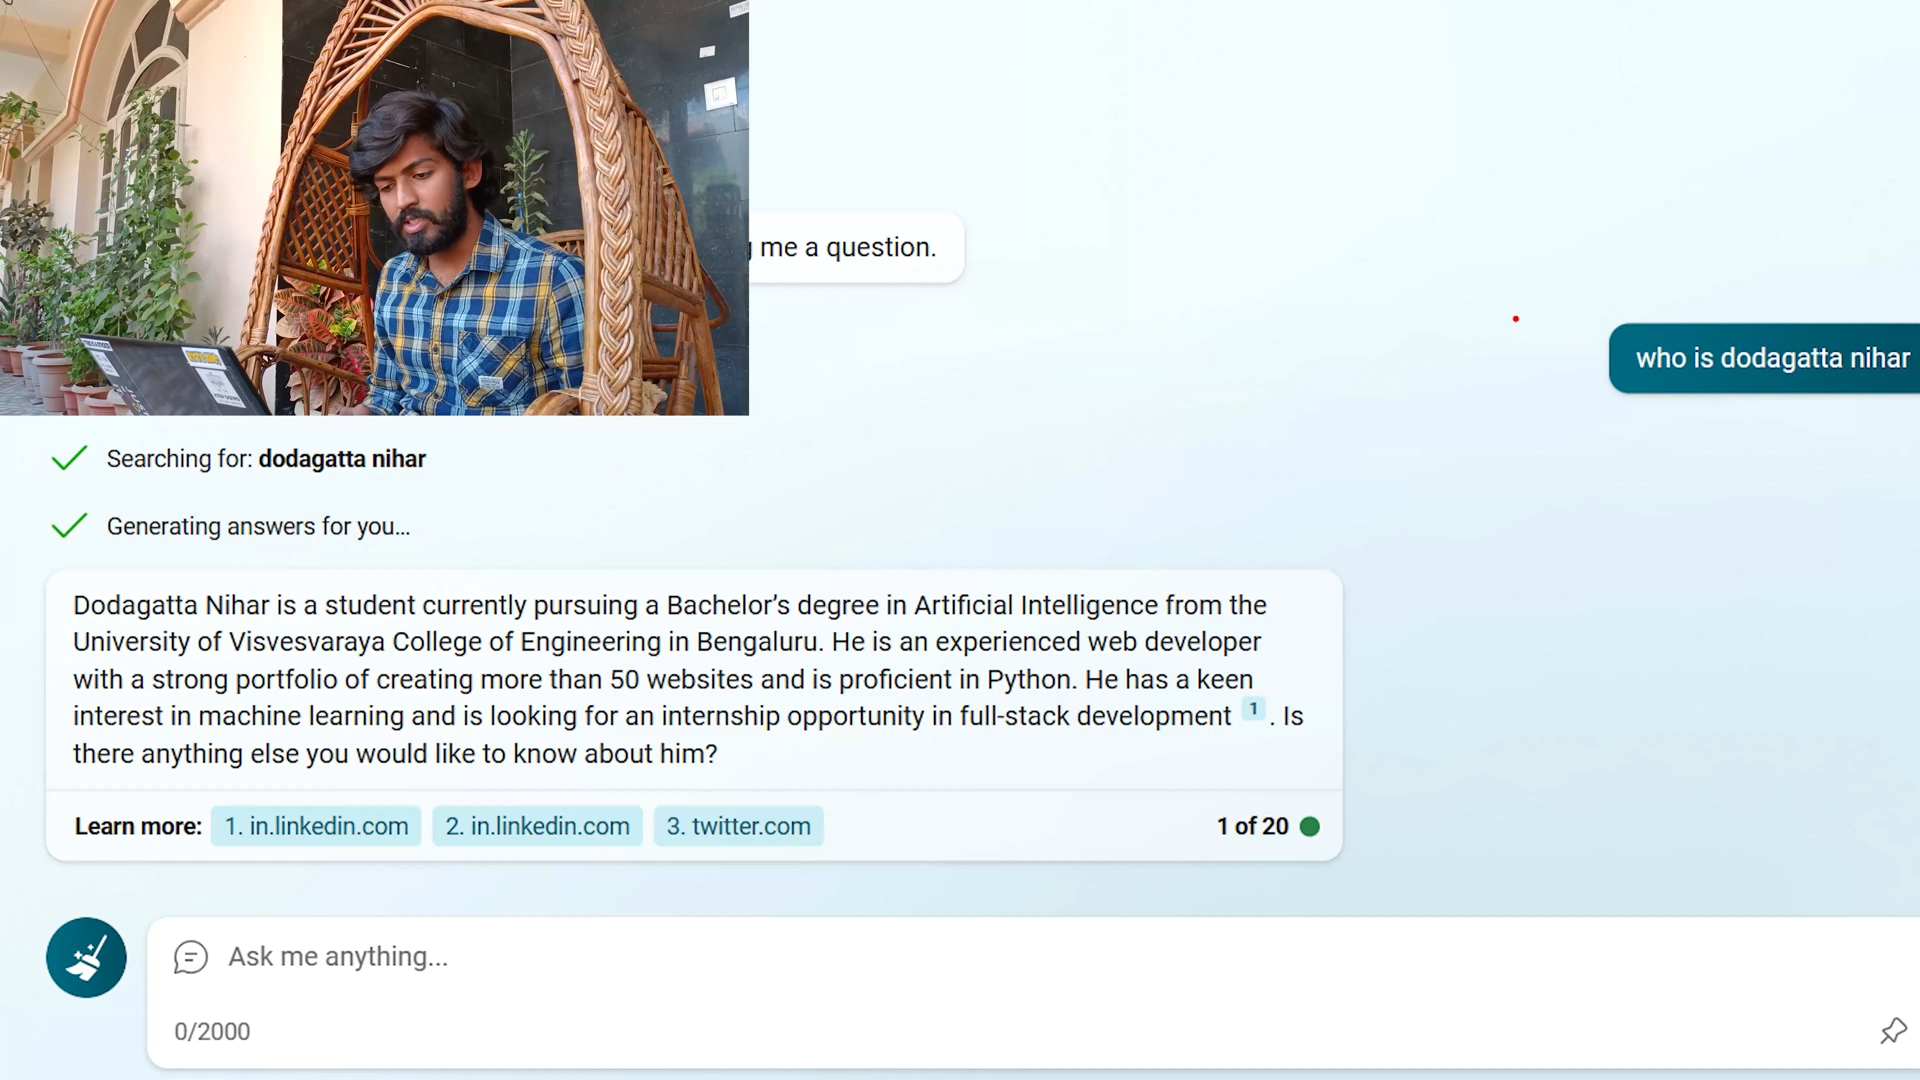 me a question.
who is dodagatta nihar
Searching for: dodagatta nihar
Generating answers for you...
Dodagatta Nihar is a student currently pursuing a Bachelor’s degree in Artificial Intelligence from the
University of Visvesvaraya College of Engineering in Bengaluru. He is an experienced web developer
with a strong portfolio of creating more than 50 websites and is proficient in Python. He has a keen
interest in machine learning and is looking for an internship opportunity in full-stack development 1 . Is
there anything else you would like to know about him?
Learn more: 1. in.linkedin.com 2. in.linkedin.com 3. twitter.com 1 of 20
Ask me anything...
0/2000